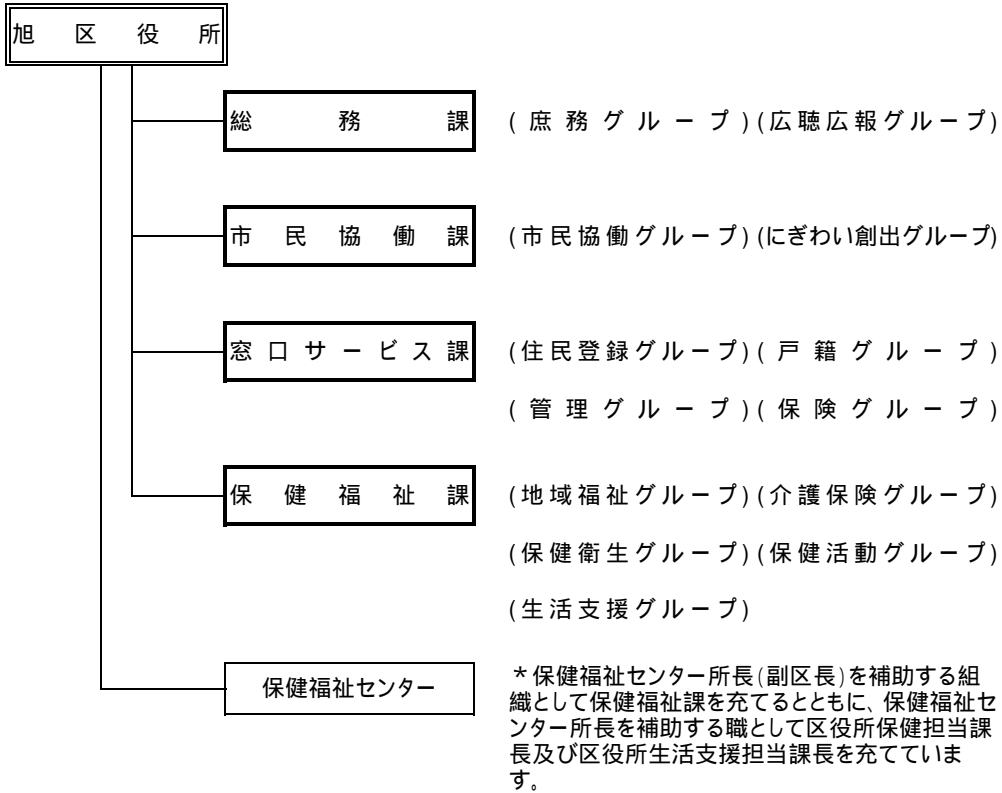 旭区役所
総務課 (庶務グループ)(広聴広報グループ)
市民協働課 (市民協働グループ)(にぎわい創出グループ)
窓口サービス課 (住民登録グループ)(戸籍グループ)
(管理グループ)(保険グループ)
保健福祉課 (地域福祉グループ)(介護保険グループ)
(保健衛生グループ)(保健活動グループ)
(生活支援グループ)
保健福祉センター
*保健福祉センター所長(副区長)を補助する組
織として保健福祉課を充てるとともに、保健福祉セ
ンター所長を補助する職として区役所保健担当課
長及び区役所生活支援担当課長を充てていま
す。